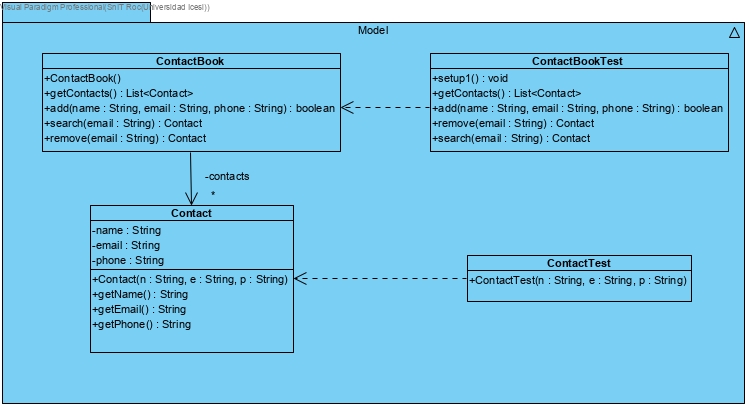 Visual Paradigm Professional(SniT Roc(Universidad Icesi))
Model
ContactBook
+ContactBook()
+getContacts() : List<Contact>
+add(name : String, email : String, phone : String) : boolean
+search(email : String) : Contact
+remove(email : String) : Contact
ContactBookTest
+setup1() : void
+getContacts() : List<Contact>
+add(name : String, email : String, phone : String) : boolean
+remove(email : String) : Contact
+search(email : String) : Contact
-contacts
*
Contact
-name : String
-email : String
-phone : String
+Contact(n : String, e : String, p : String)
+getName() : String
+getEmail() : String
+getPhone() : String
ContactTest
+ContactTest(n : String, e : String, p : String)